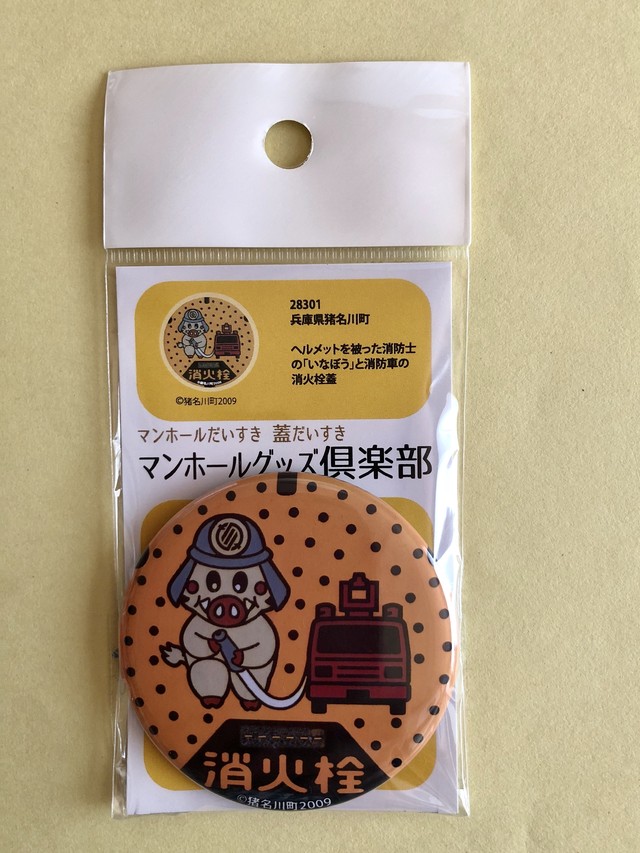 28301
兵庫県猪名川町
ヘルメットを被った消防士
の「いなぼう」と消防車の
消火栓蓋
消火栓
©猪名川町2009
マンホールだいすき 蓋だいすき
マンホールグッズ倶楽部
消火栓
©猪名川町2009